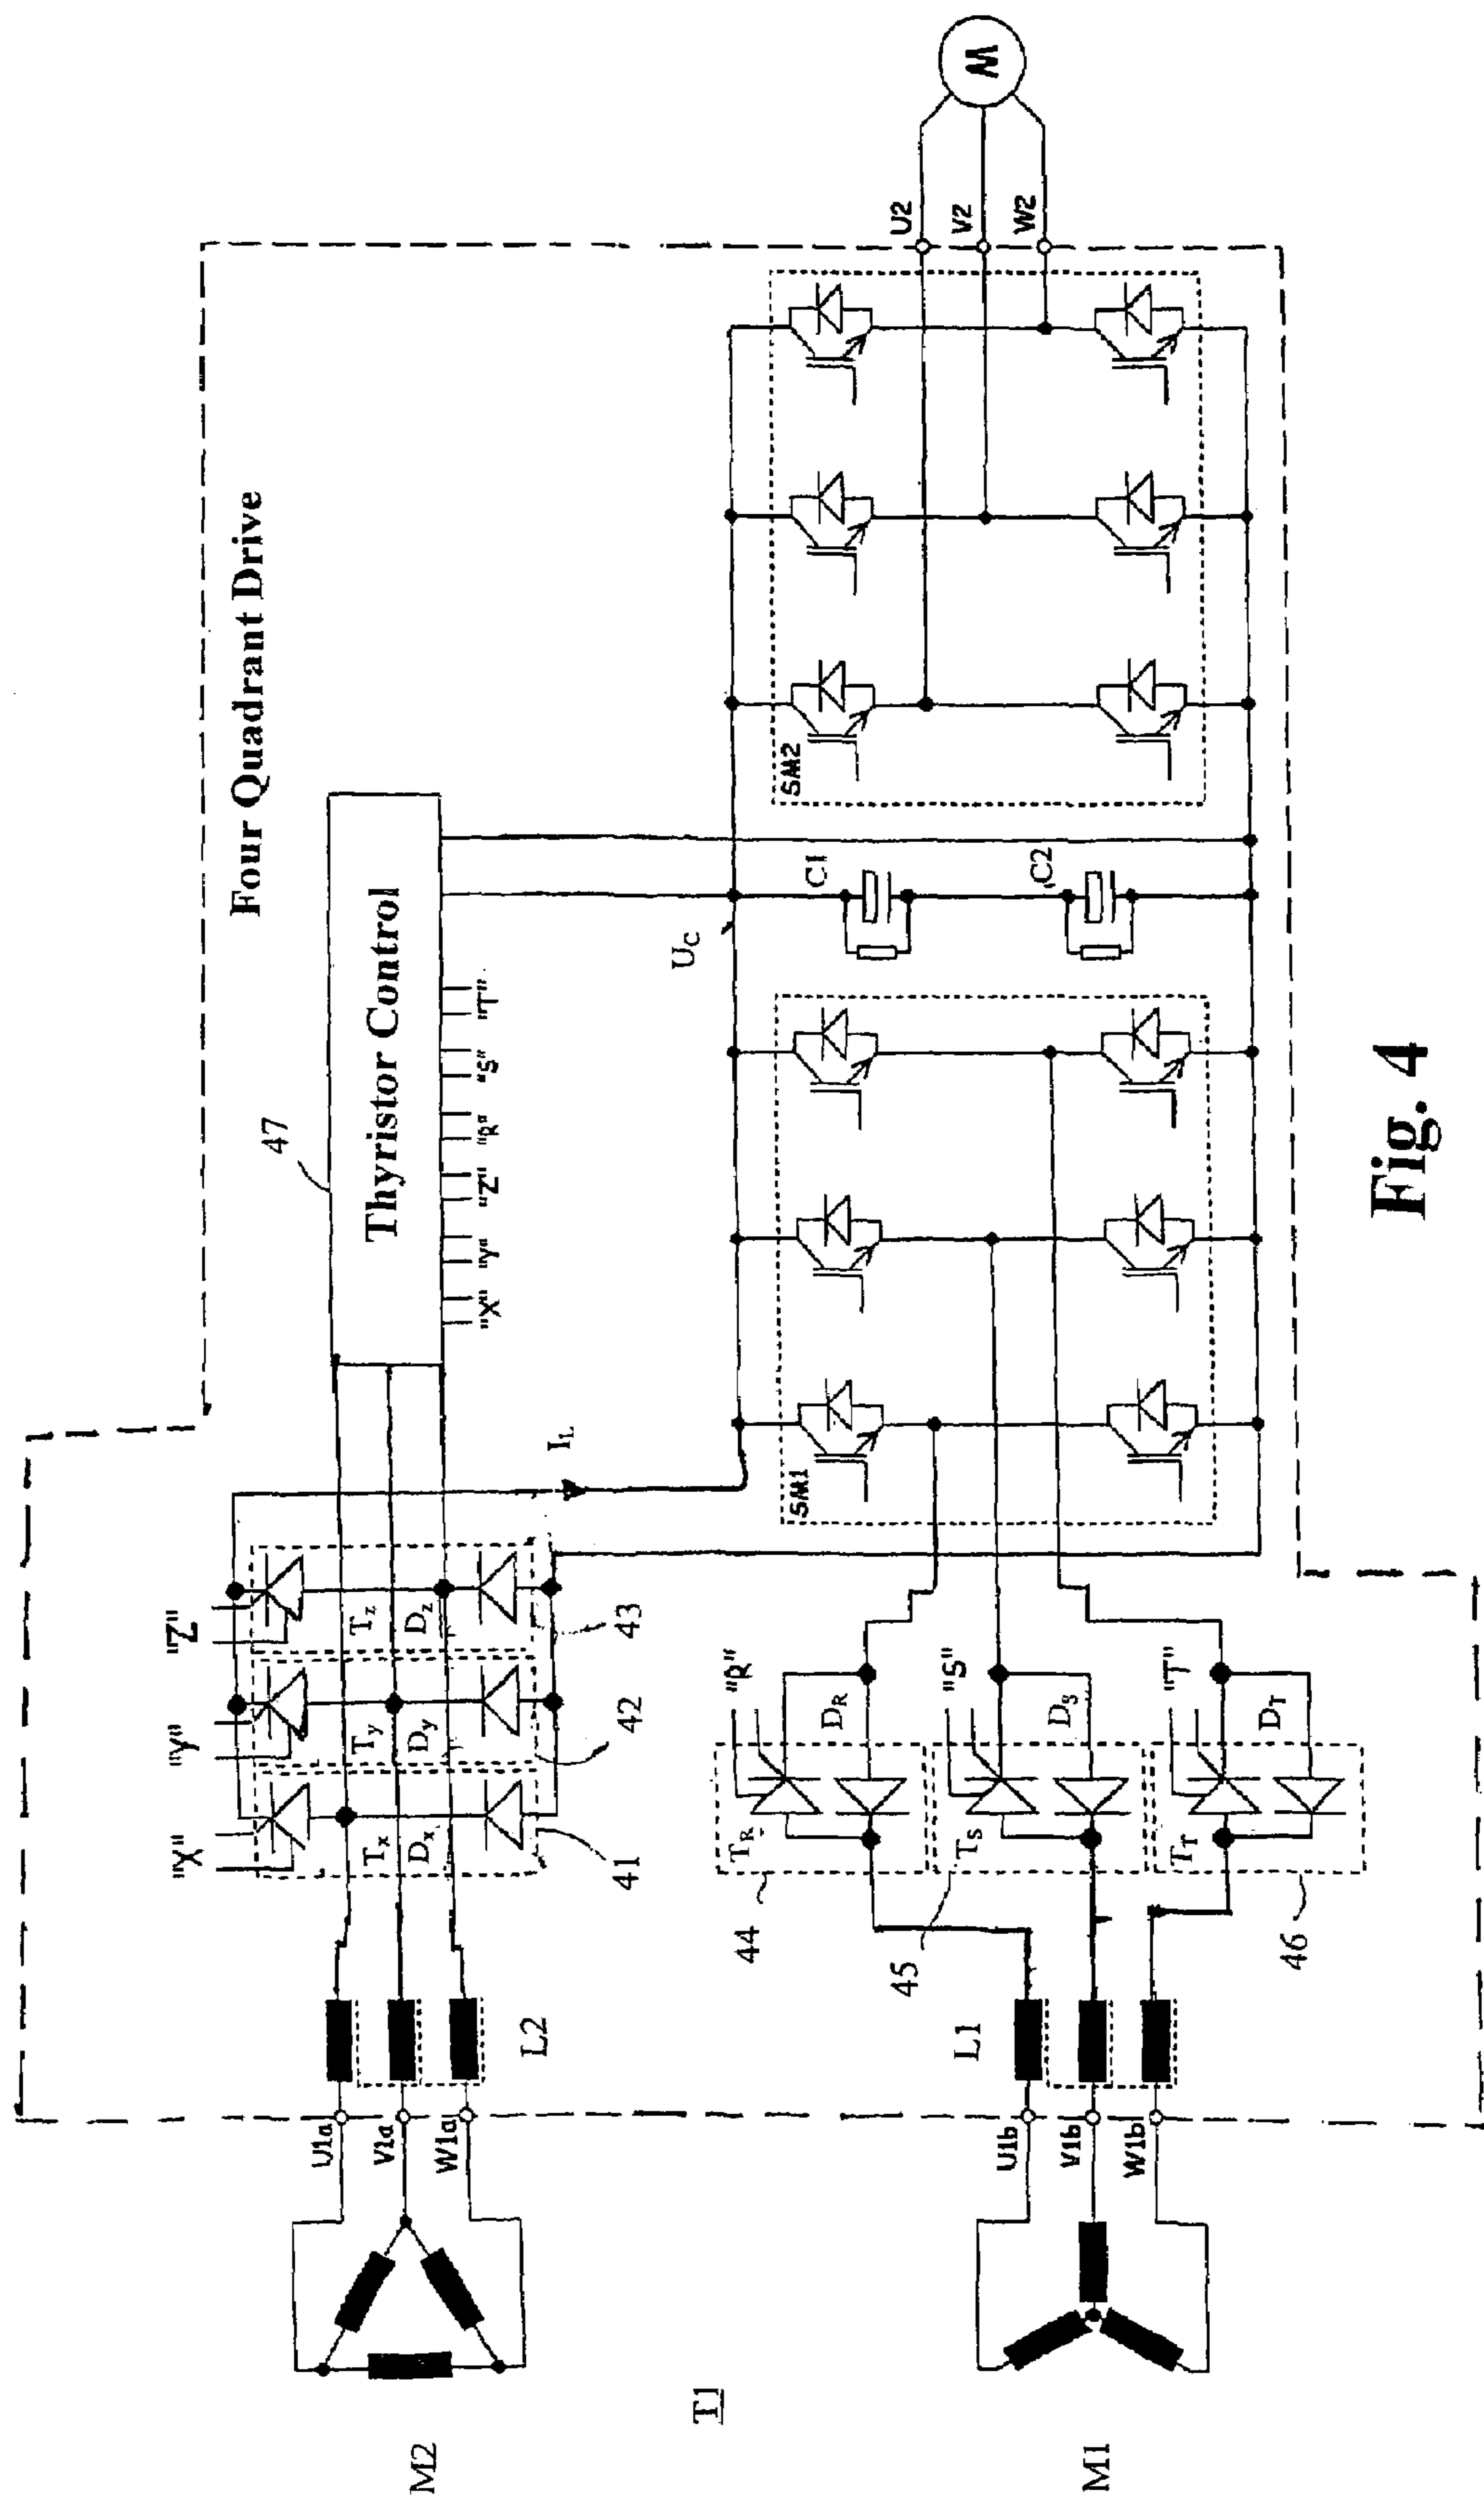 Four Quadrant Drive
47
Thyristor Control
"X" "Y" "Z" "R" "S" "T"
"X" "Y" "Z"
Tx Ty Tz
Dx Dy Dz
41 42 43
IL
UC
U1a
V1a
W1a
L2
M2
T1
M1
U1b
V1b
W1b
L1
44
45
46
TR
DR
"R"
TS
DS
"S"
TT
DT
"T"
SM1
C1
C2
SM2
U2
V2
W2
M
Fig. 4